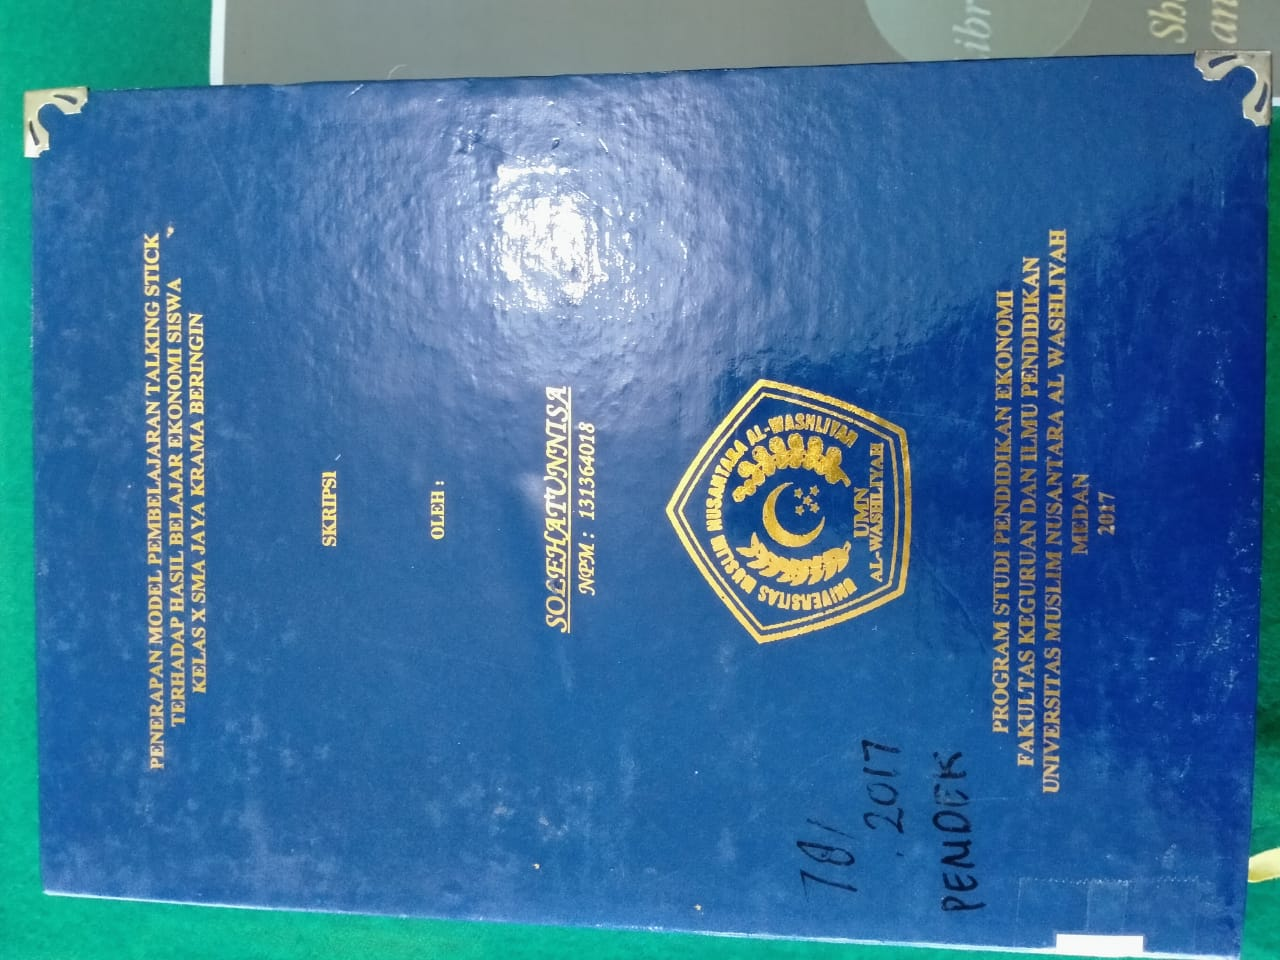 PENERAPAN MODEL PEMBELAJARAN TALKING STICK
TERHADAP HASIL BELAJAR EKONOMI SISWA
KELAS X SMA JAYA KRAMA BERINGIN
SKRIPSI
OLEH :
SOLEHATUNNISA
NPM : 131364018
UNIVERSITAS MUSLIM NUSANTARA AL-WASHLIYAH
UMN
AL-WASHLIYAH
PROGRAM STUDI PENDIDIKAN EKONOMI
FAKULTAS KEGURUAN DAN ILMU PENDIDIKAN
UNIVERSITAS MUSLIM NUSANTARA AL WASHLIYAH
MEDAN
2017
2017
PENDEK